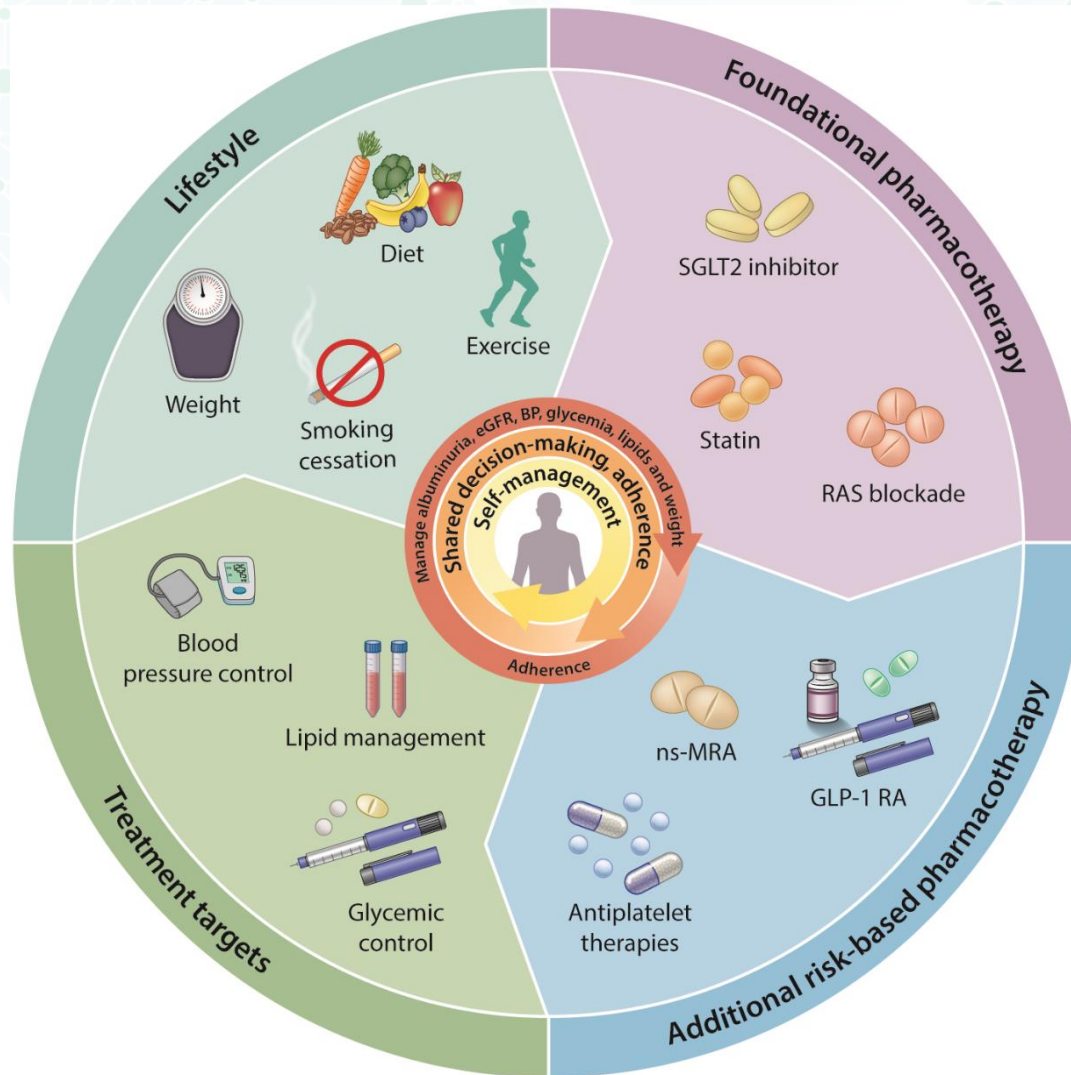 Lifestyle
Diet
Exercise
Weight
Smoking
cessation
Foundational pharmacotherapy
SGLT2 inhibitor
Statin
RAS blockade
Manage albuminuria, eGFR, BP, glycemia, lipids and weight
Shared decision-making, adherence
Self-management
Adherence
Treatment targets
Blood
pressure control
Lipid management
Glycemic
control
Additional risk-based pharmacotherapy
ns-MRA
GLP-1 RA
Antiplatelet
therapies